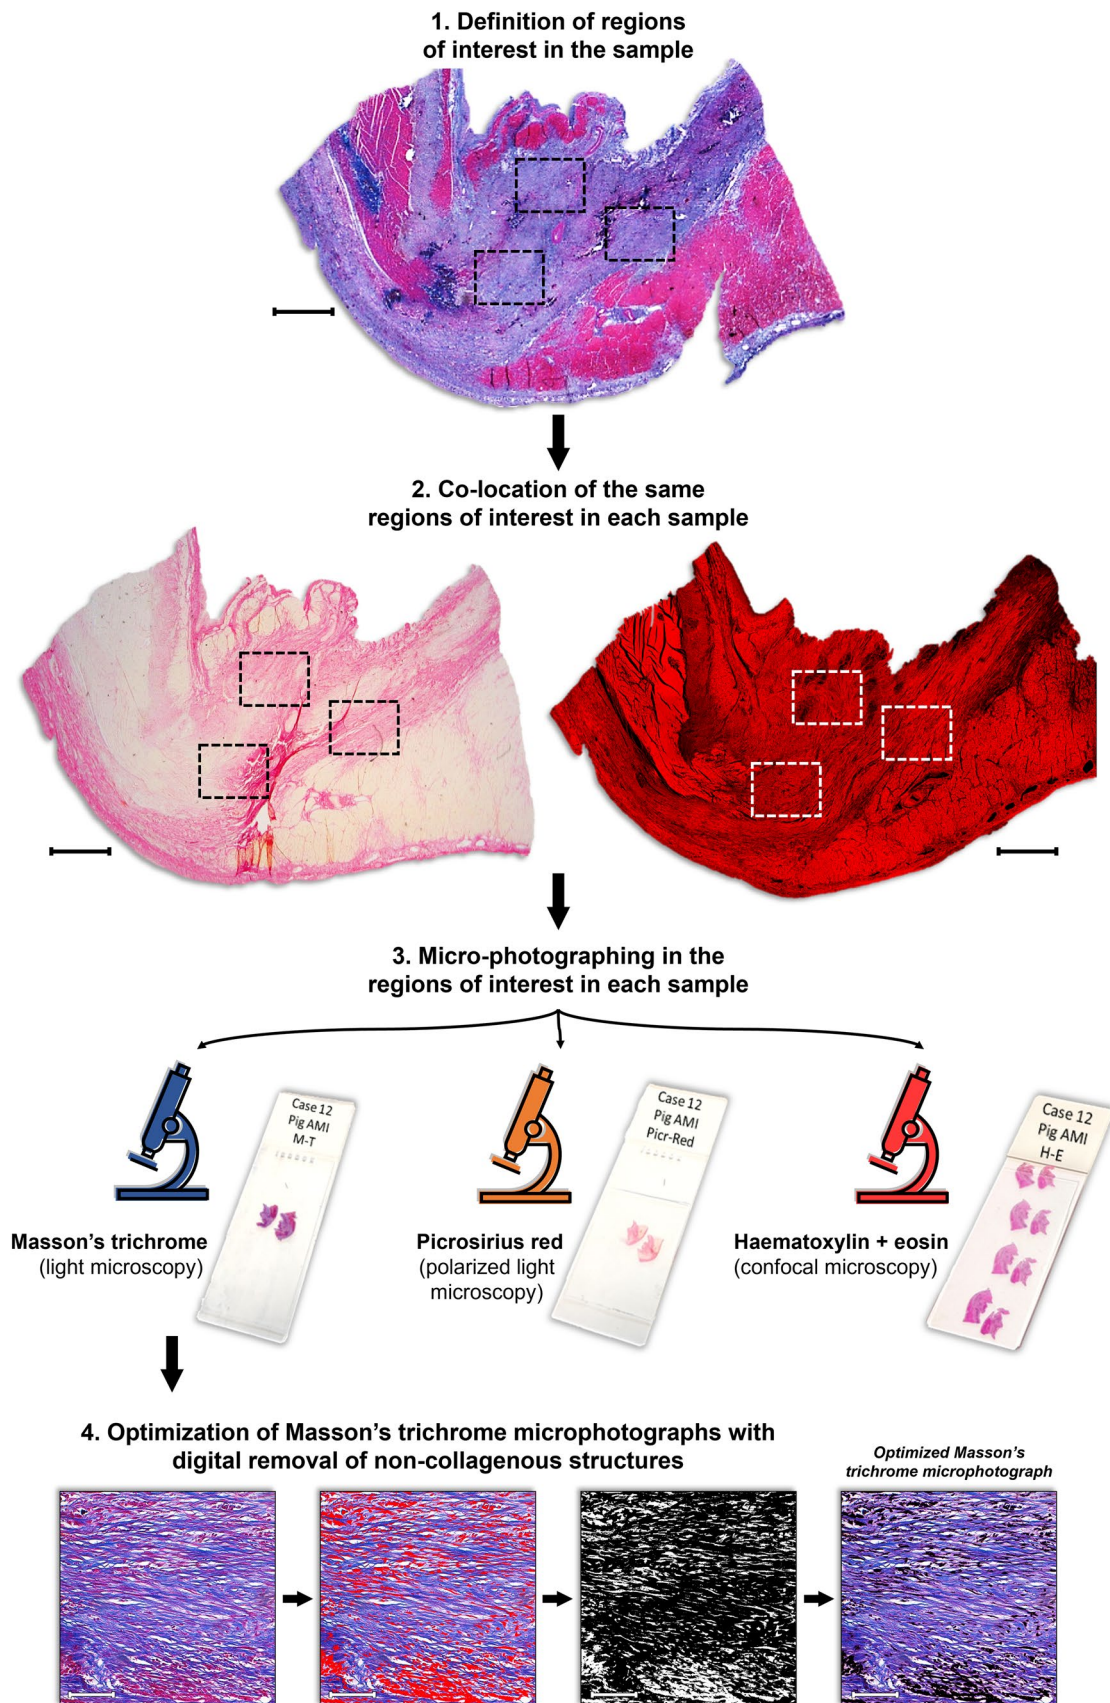 1. Definition of regions
of interest in the sample
2. Co-location of the same
regions of interest in each sample
3. Micro-photographing in the
regions of interest in each sample
Case 12
Pig AMI
M-T
Case 12
Pig AMI
Picr-Red
Case 12
Pig AMI
H-E
Masson's trichrome
(light microscopy)
Picrosirius red
(polarized light
microscopy)
Haematoxylin + eosin
(confocal microscopy)
4. Optimization of Masson's trichrome microphotographs with
digital removal of non-collagenous structures
Optimized Masson's
trichrome microphotograph